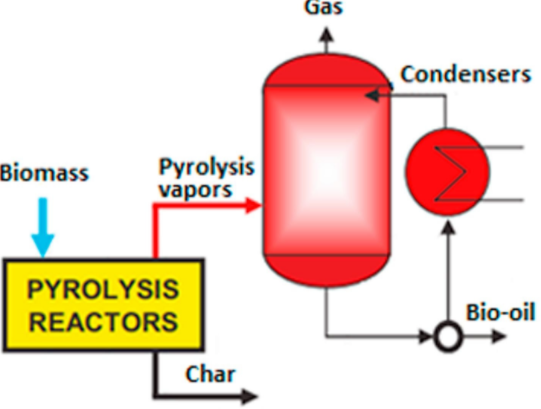 Gas
Condensers
Biomass
Pyrolysis
vapors
PYROLYSIS
REACTORS
Bio-oil
Char